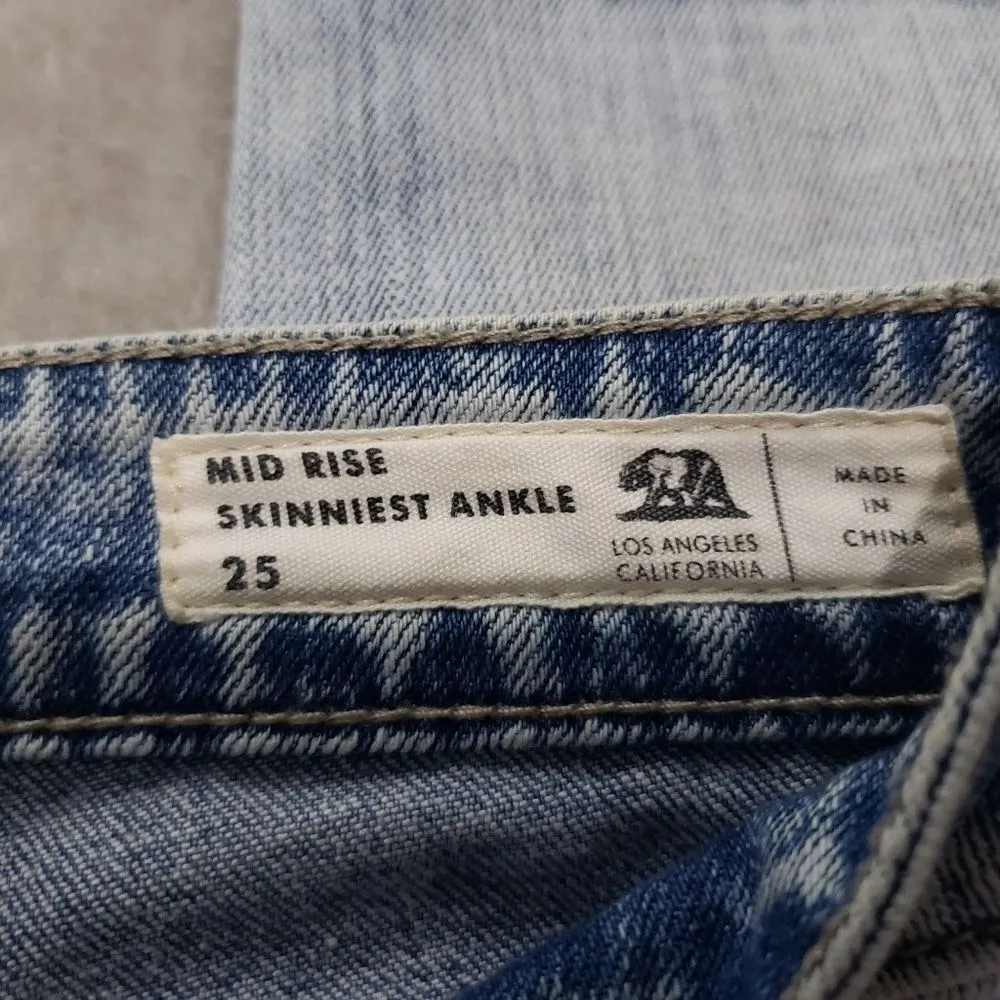 MID RISE
SKINNIEST ANKLE
25
LOS ANGELES
CALIFORNIA
MADE
IN
CHINA